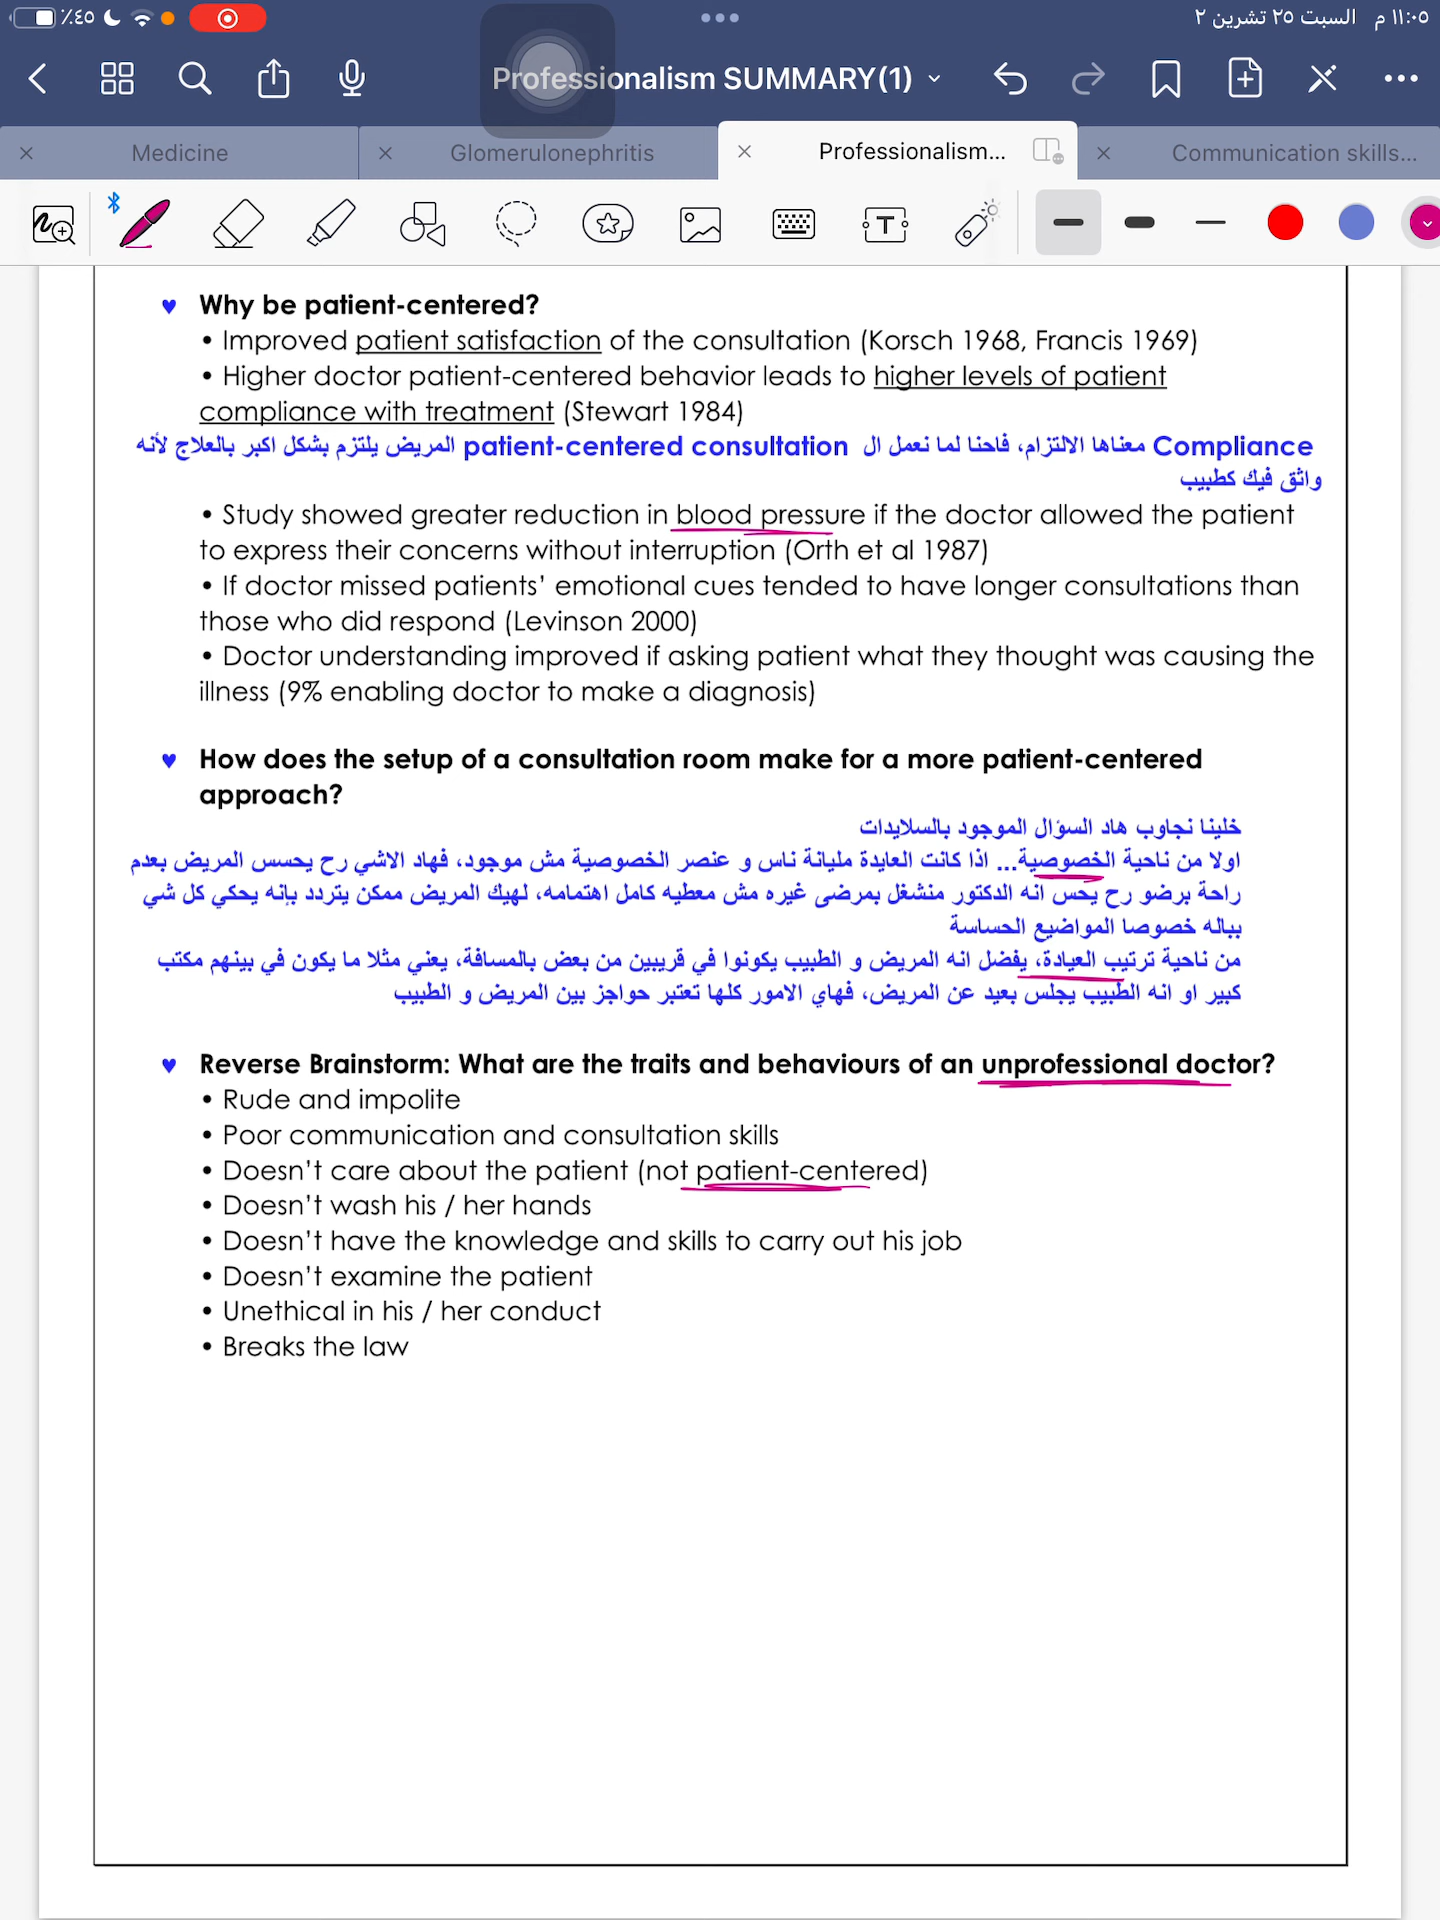 ٪٤٥
١١:٠٥ م السبت ٢٥ تشرين ٢
Professionalism SUMMARY(1)
Medicine
Glomerulonephritis
Professionalism...
Communication skills...
T
♥ Why be patient-centered?
• Improved patient satisfaction of the consultation (Korsch 1968, Francis 1969)
• Higher doctor patient-centered behavior leads to higher levels of patient
compliance with treatment (Stewart 1984)
Compliance معناها الالتزام، فاحنا لما نعمل ال patient-centered consultation المريض يلتزم بشكل اكبر بالعلاج لأنه
واثق فيك كطبيب
• Study showed greater reduction in blood pressure if the doctor allowed the patient
to express their concerns without interruption (Orth et al 1987)
• If doctor missed patients’ emotional cues tended to have longer consultations than
those who did respond (Levinson 2000)
• Doctor understanding improved if asking patient what they thought was causing the
illness (9% enabling doctor to make a diagnosis)
♥ How does the setup of a consultation room make for a more patient-centered
approach?
خلينا نجاوب هاد السؤال الموجود بالسلايدات
اولا من ناحية الخصوصية... اذا كانت العايدة مليانة ناس و عنصر الخصوصية مش موجود، فهاد الاشي رح يحسس المريض بعدم
راحة برضو رح يحس انه الدكتور منشغل بمرضى غيره مش معطيه كامل اهتمامه، لهيك المريض ممكن يتردد بإنه يحكي كل شي
بباله خصوصا المواضيع الحساسة
من ناحية ترتيب العيادة، يفضل انه المريض و الطبيب يكونوا في قريبين من بعض بالمسافة، يعني مثلا ما يكون في بينهم مكتب
كبير او انه الطبيب يجلس بعيد عن المريض، فهاي الامور كلها تعتبر حواجز بين المريض و الطبيب
♥ Reverse Brainstorm: What are the traits and behaviours of an unprofessional doctor?
• Rude and impolite
• Poor communication and consultation skills
• Doesn’t care about the patient (not patient-centered)
• Doesn’t wash his / her hands
• Doesn’t have the knowledge and skills to carry out his job
• Doesn’t examine the patient
• Unethical in his / her conduct
• Breaks the law